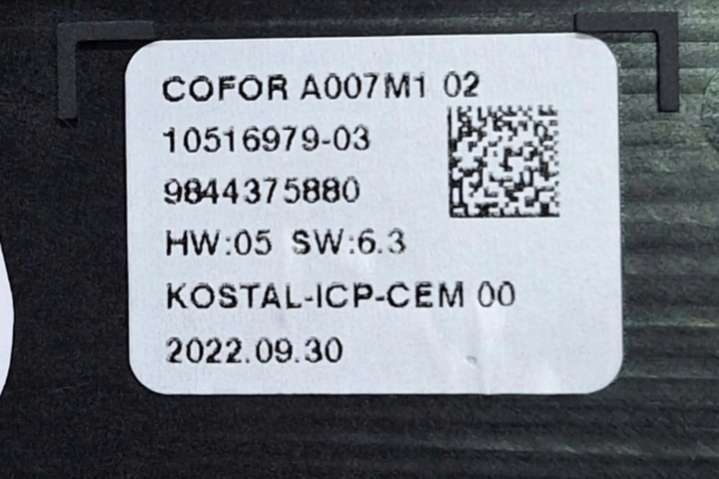 COFOR A007M1 02
10516979-03
9844375880
HW:05 SW:6.3
KOSTAL-ICP-CEM 00
2022.09.30